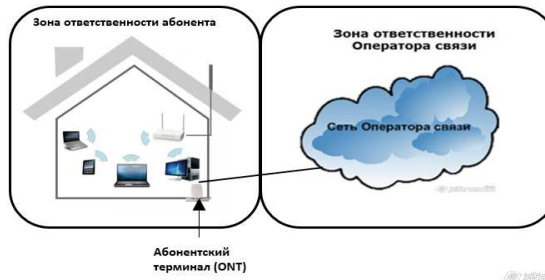 Зона ответственности абонента
Зона ответственности
Оператора связи
Сеть Оператора связи
Абонентский
терминал (ONT)